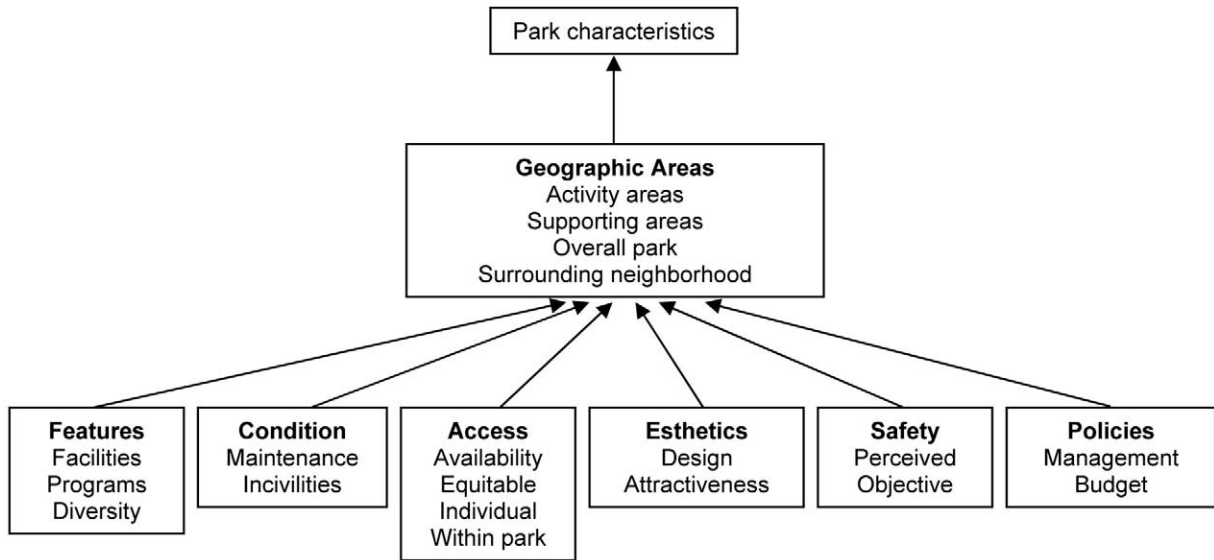 Park characteristics
Geographic Areas
Activity areas
Supporting areas
Overall park
Surrounding neighborhood
Features
Facilities
Programs
Diversity
Condition
Maintenance
Incivilities
Access
Availability
Equitable
Individual
Within park
Esthetics
Design
Attractiveness
Safety
Perceived
Objective
Policies
Management
Budget